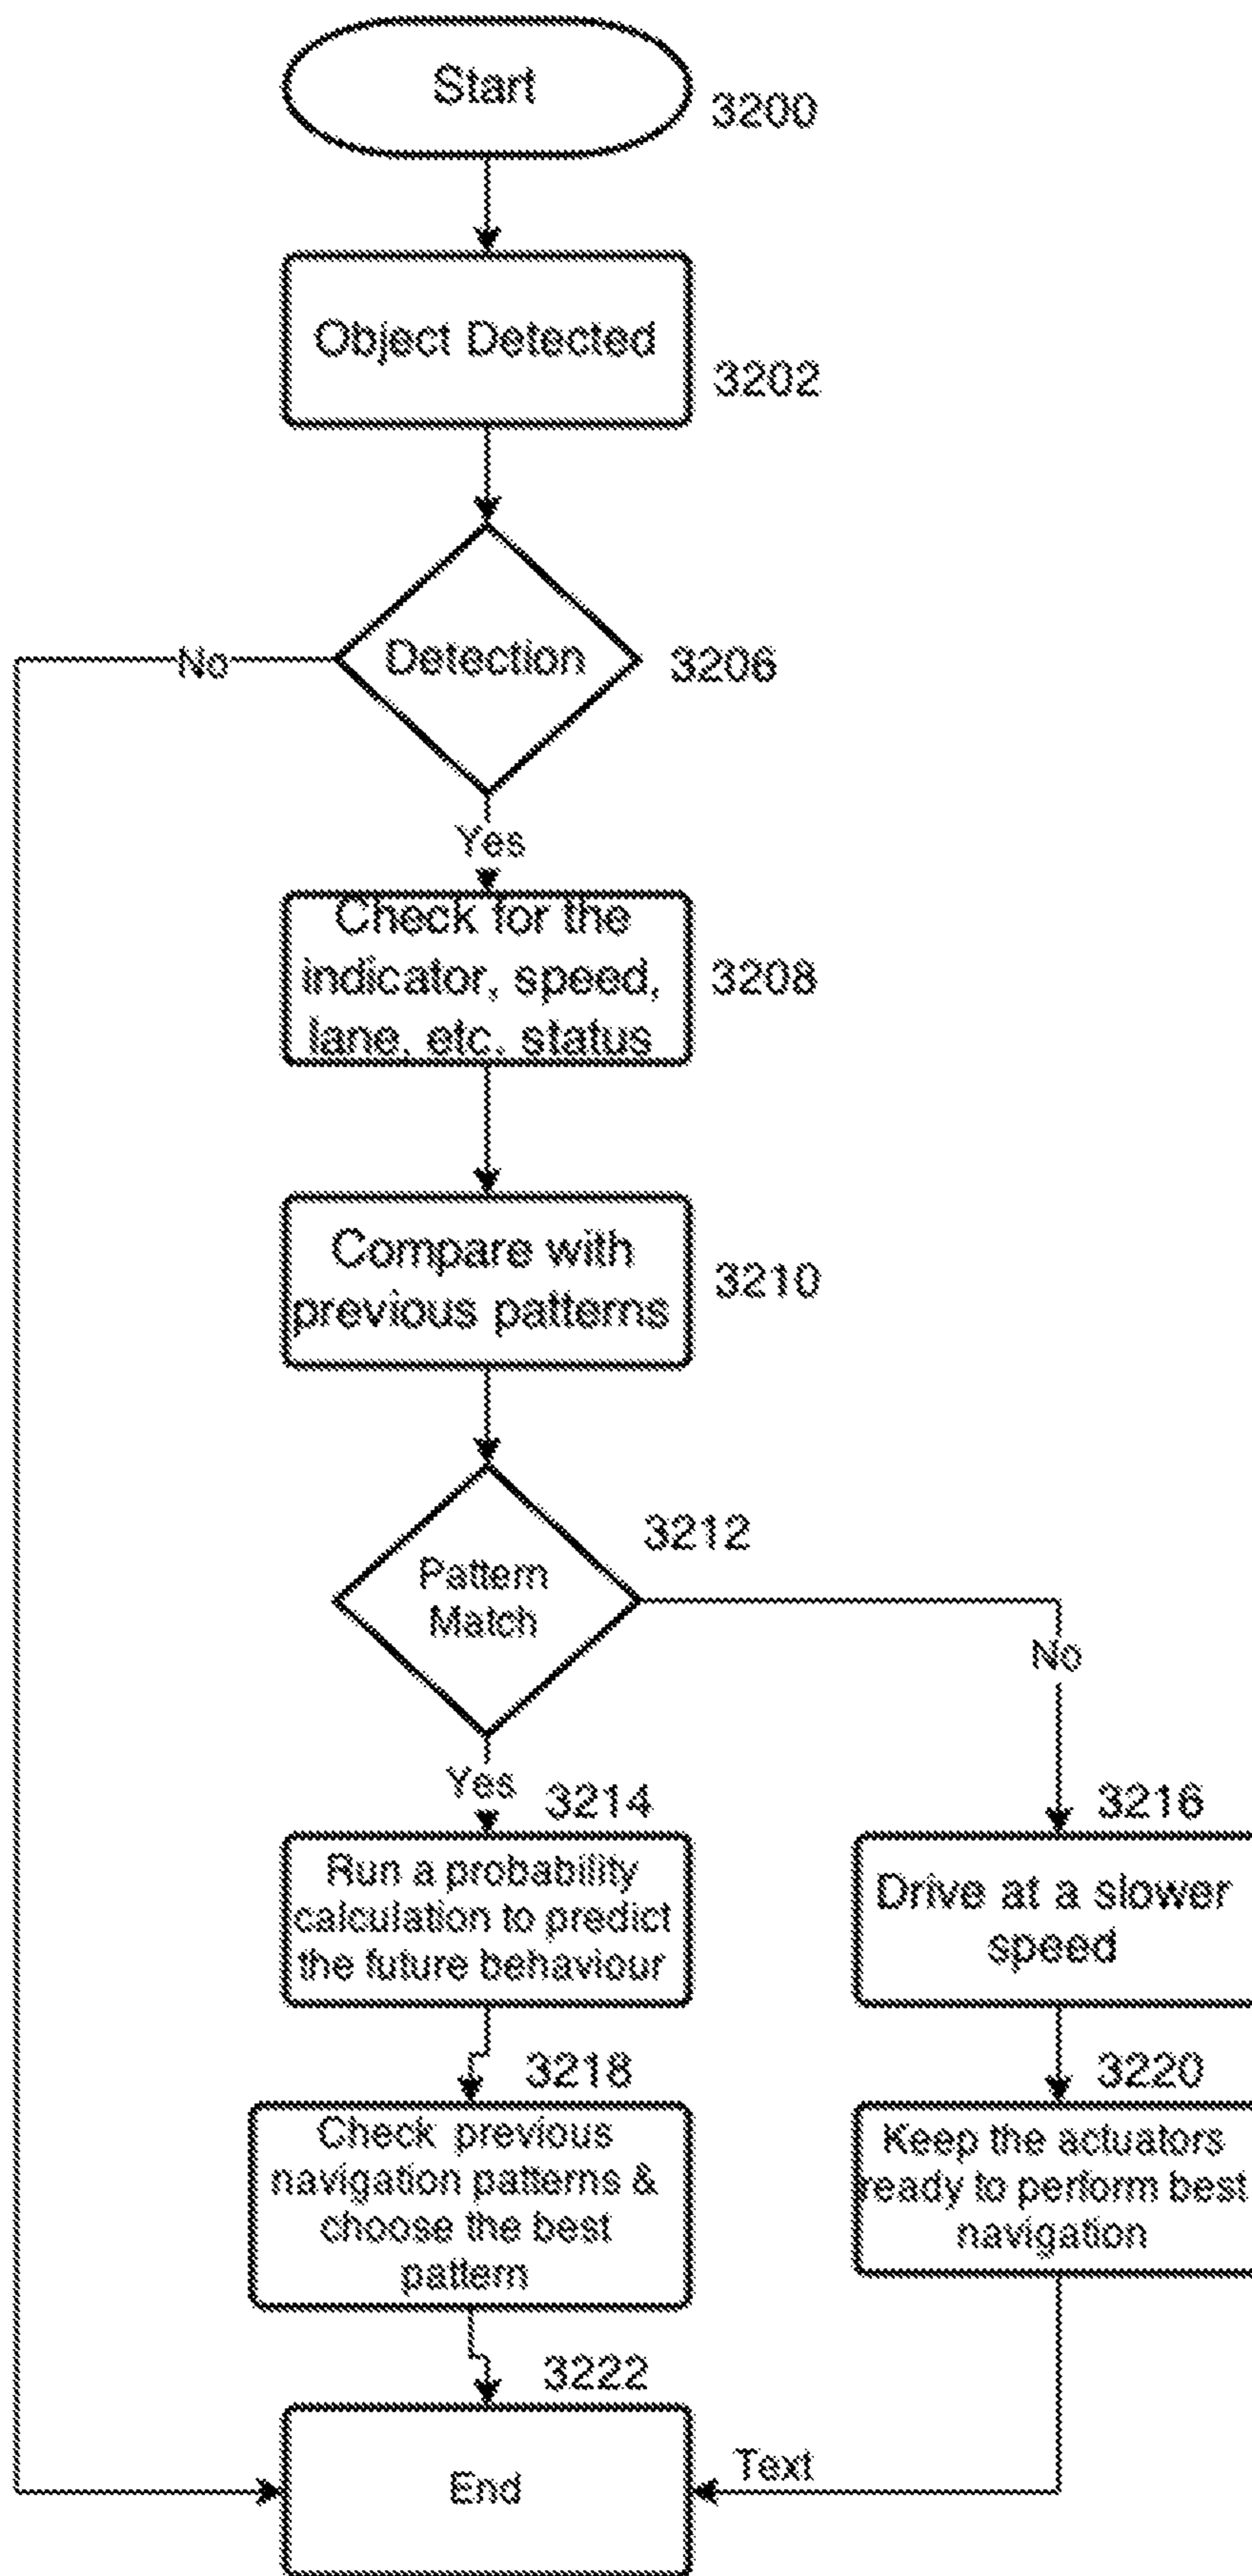 Start
3200
Object Detected
3202
Detection
3206
No
Yes
Check for the
indicator, speed,
lane, etc. status
3208
Compare with
previous patterns
3210
3212
Pattern
Match
No
Yes
3214
3216
Run a probability
calculation to predict
the future behaviour
Drive at a slower
speed
3218
3220
Check previous
navigation patterns &
choose the best
pattern
Keep the actuators
ready to perform best
navigation
3222
End
Text